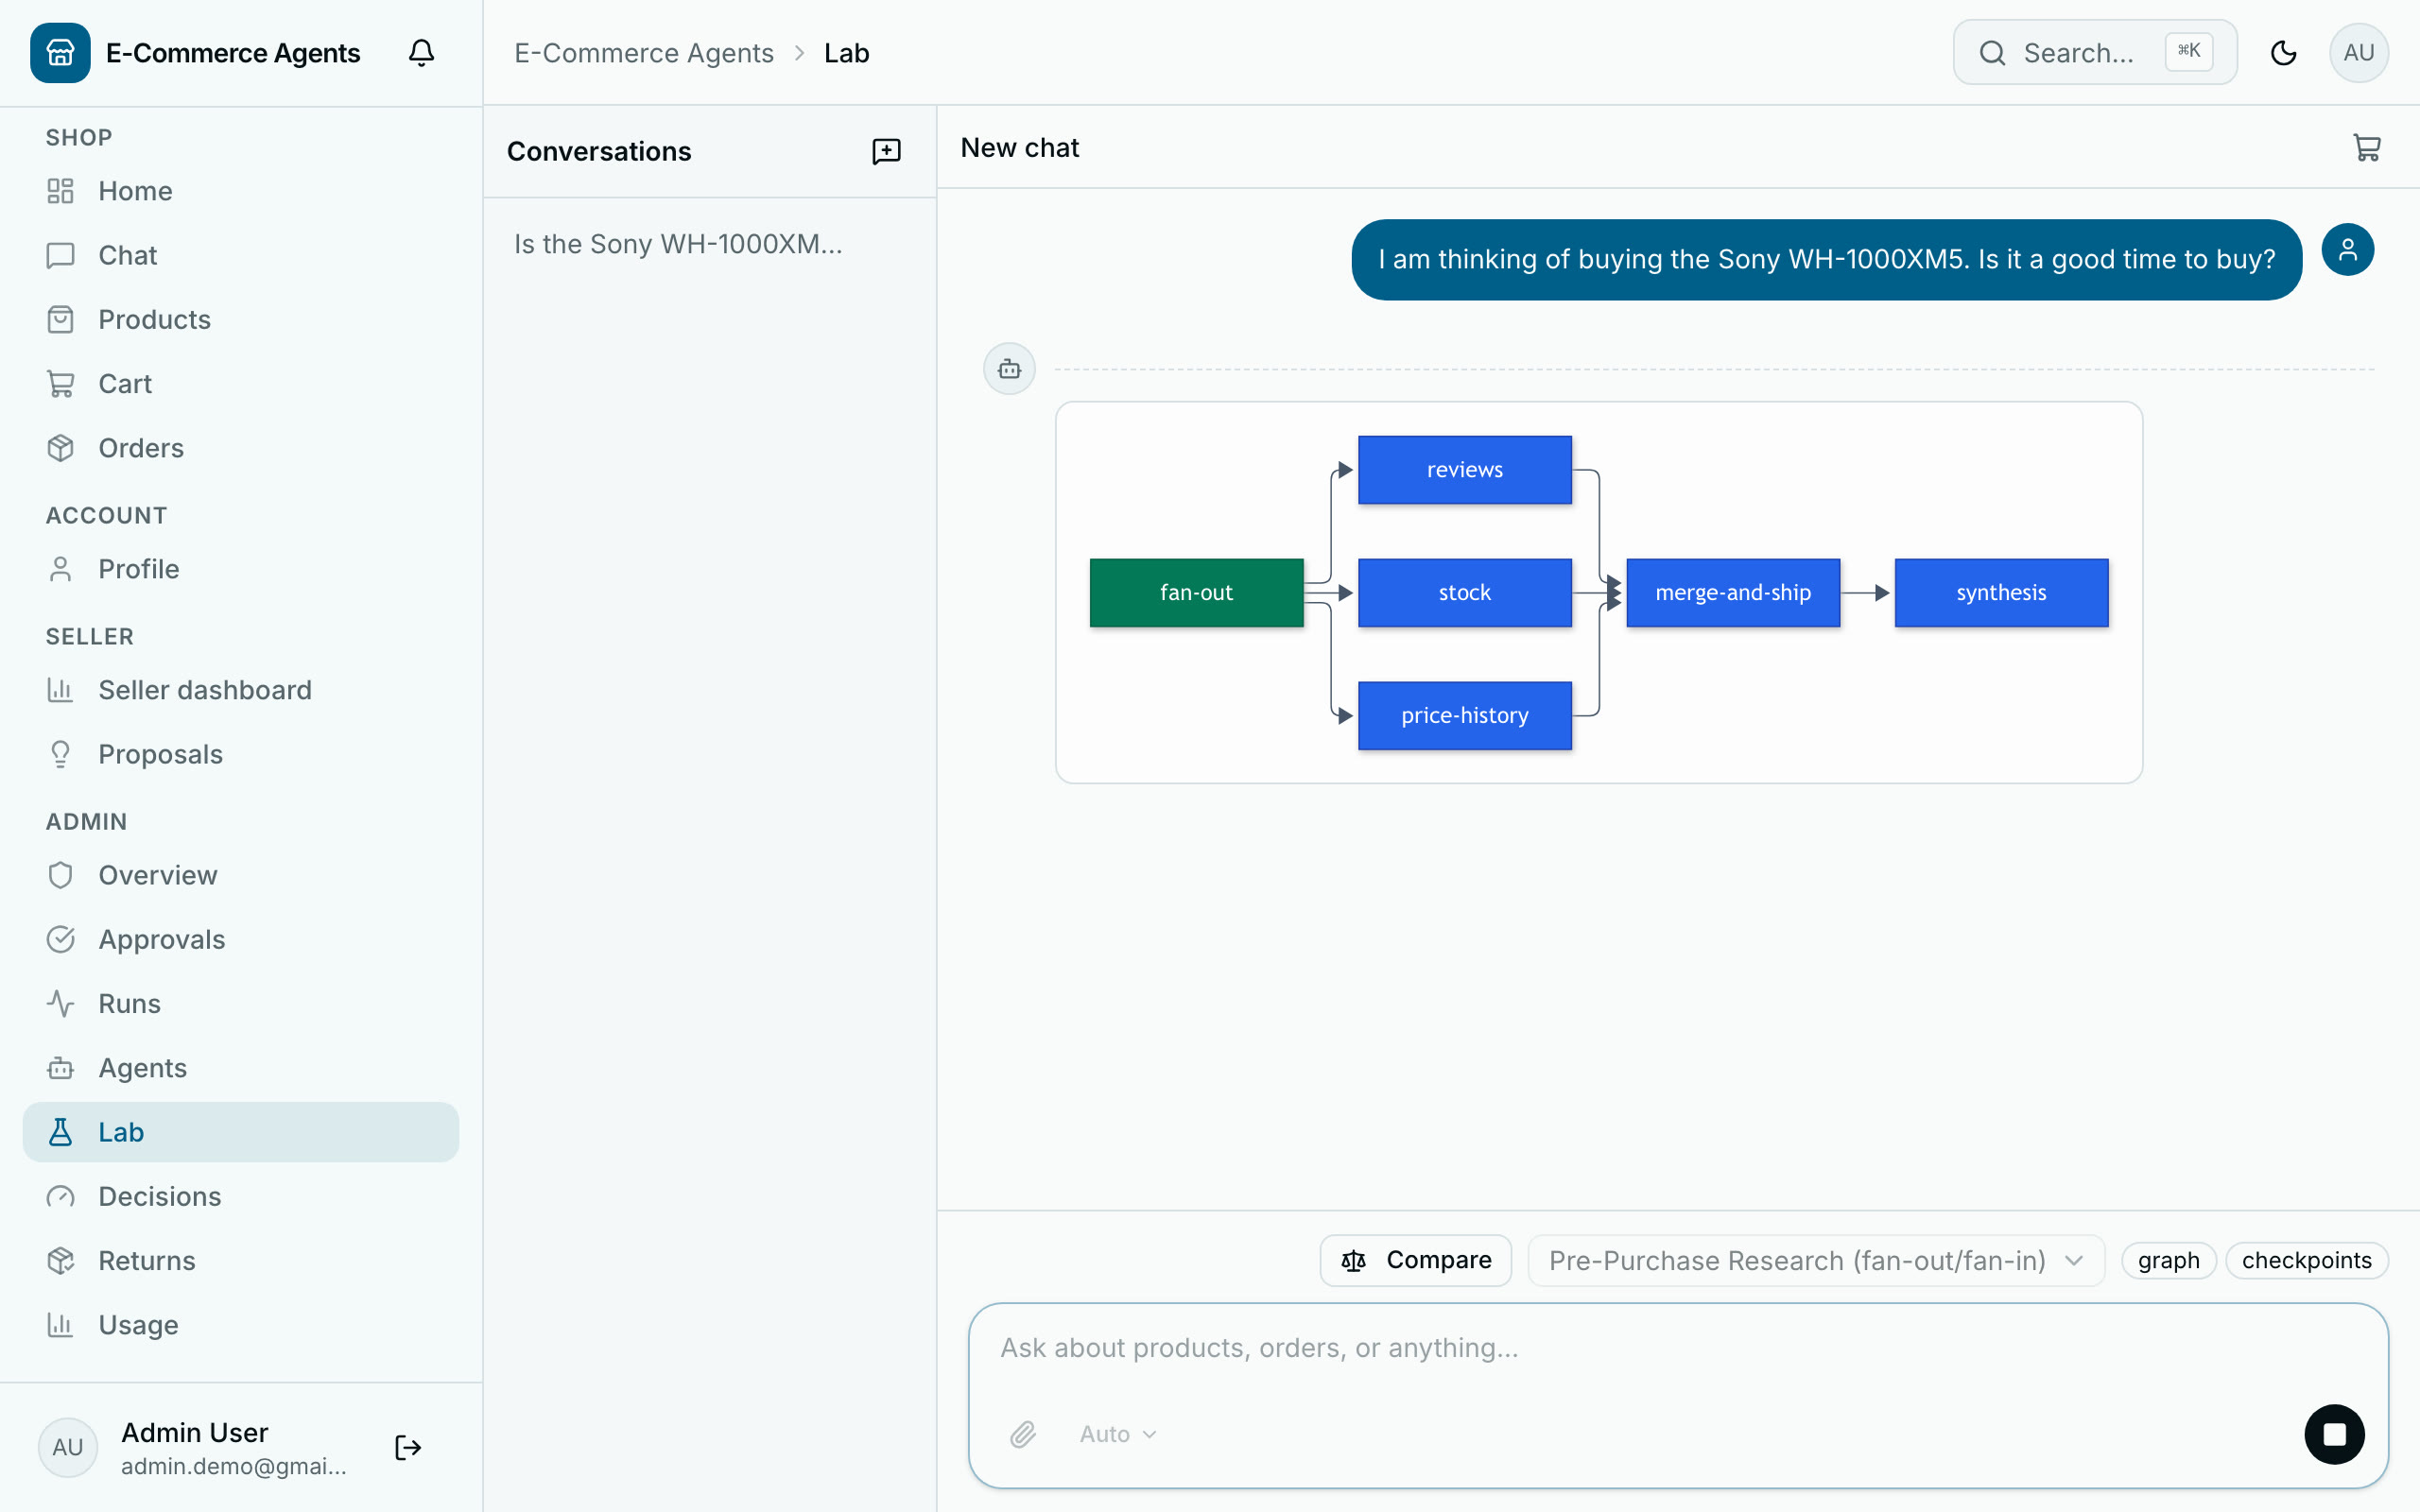 E-Commerce Agents
SHOP
Home
Chat
Products
Cart
Orders
ACCOUNT
Profile
SELLER
Seller dashboard
Proposals
ADMIN
Overview
Approvals
Runs
Agents
Lab
Decisions
Returns
Usage
AU
Admin User
admin.demo@gmai...
E-Commerce Agents > Lab
Search... ⌘K
AU
Conversations
Is the Sony WH-1000XM...
New chat
I am thinking of buying the Sony WH-1000XM5. Is it a good time to buy?
reviews
fan-out
stock
merge-and-ship
synthesis
price-history
Compare
Pre-Purchase Research (fan-out/fan-in)
graph
checkpoints
Ask about products, orders, or anything...
Auto